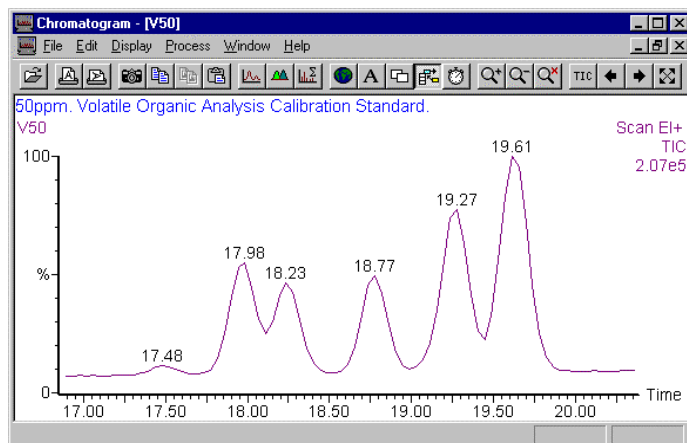 Chromatogram - [V50]
File Edit Display Process Window Help
A A A TIC
50ppm. Volatile Organic Analysis Calibration Standard.
V50
Scan EI+
TIC
2.07e5
100
%
0
17.48
17.98
18.23
18.77
19.27
19.61
17.00 17.50 18.00 18.50 19.00 19.50 20.00
Time